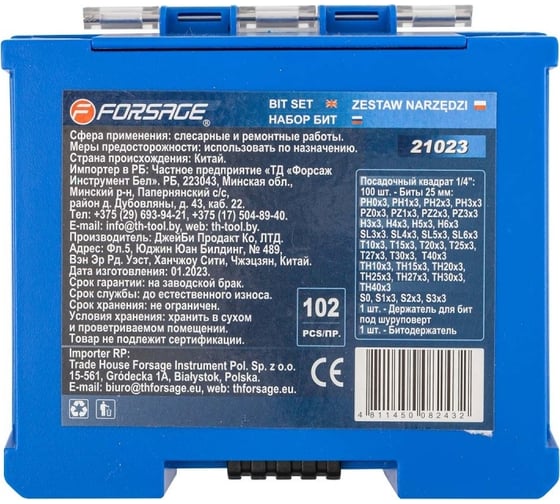 FORSAGE®
BIT SET
ZESTAW NARZĘDZI
НАБОР БИТ
21023
Сфера применения: слесарные и ремонтные работы.
Меры предосторожности: использовать по назначению.
Страна происхождения: Китай.
Импортер в РБ: Частное предприятие «ТД «Форсаж
Инструмент Бел». РБ, 223043, Минская обл.,
Минский р-н, Папернянский с/с,
район д. Дубовляны, д. 43, каб. 22.
Tel: +375 (29) 693-94-21, +375 (17) 504-89-40.
E-mail: info@th-tool.by, web: th-tool.by.
Производитель: ДжейБи Продакт Ко, ЛТД.
Адрес: Фл.5, Юджин Юан Билдинг, № 489,
Вэн Эр Рд. Уэст, Ханчжоу Сити, Чжэцзян, Китай.
Дата изготовления: 01.2023.
Срок гарантии: на заводской брак.
Срок службы: до естественного износа.
Срок хранения: не ограничен.
Условия хранения: хранить в сухом
и проветриваемом помещении.
Товар не подлежит сертификации.
Importer RP:
Trade House Forsage Instrument Pol. Sp. z o.o.
15-561, Gródecka 1A, Białystok, Polska.
E-mail: biuro@thforsage.eu, web: thforsage.eu.
102
PCS/ПР.
Посадочный квадрат 1/4":
100 шт. - Биты 25 мм:
PH0x3, PH1x3, PH2x3, PH3x3
PZ0x3, PZ1x3, PZ2x3, PZ3x3
H3x3, H4x3, H5x3, H6x3
SL3x3, SL4x3, SL5x3, SL6x3
T10x3, T15x3, T20x3, T25x3,
T27x3, T30x3, T40x3
TH10x3, TH15x3, TH20x3
TH25x3, TH27x3, TH30x3
TH40x3
S0, S1x3, S2x3, S3x3
1 шт. - Держатель для бит
под шуруповерт
1 шт. - Битодержатель
CE
4 811450 082432